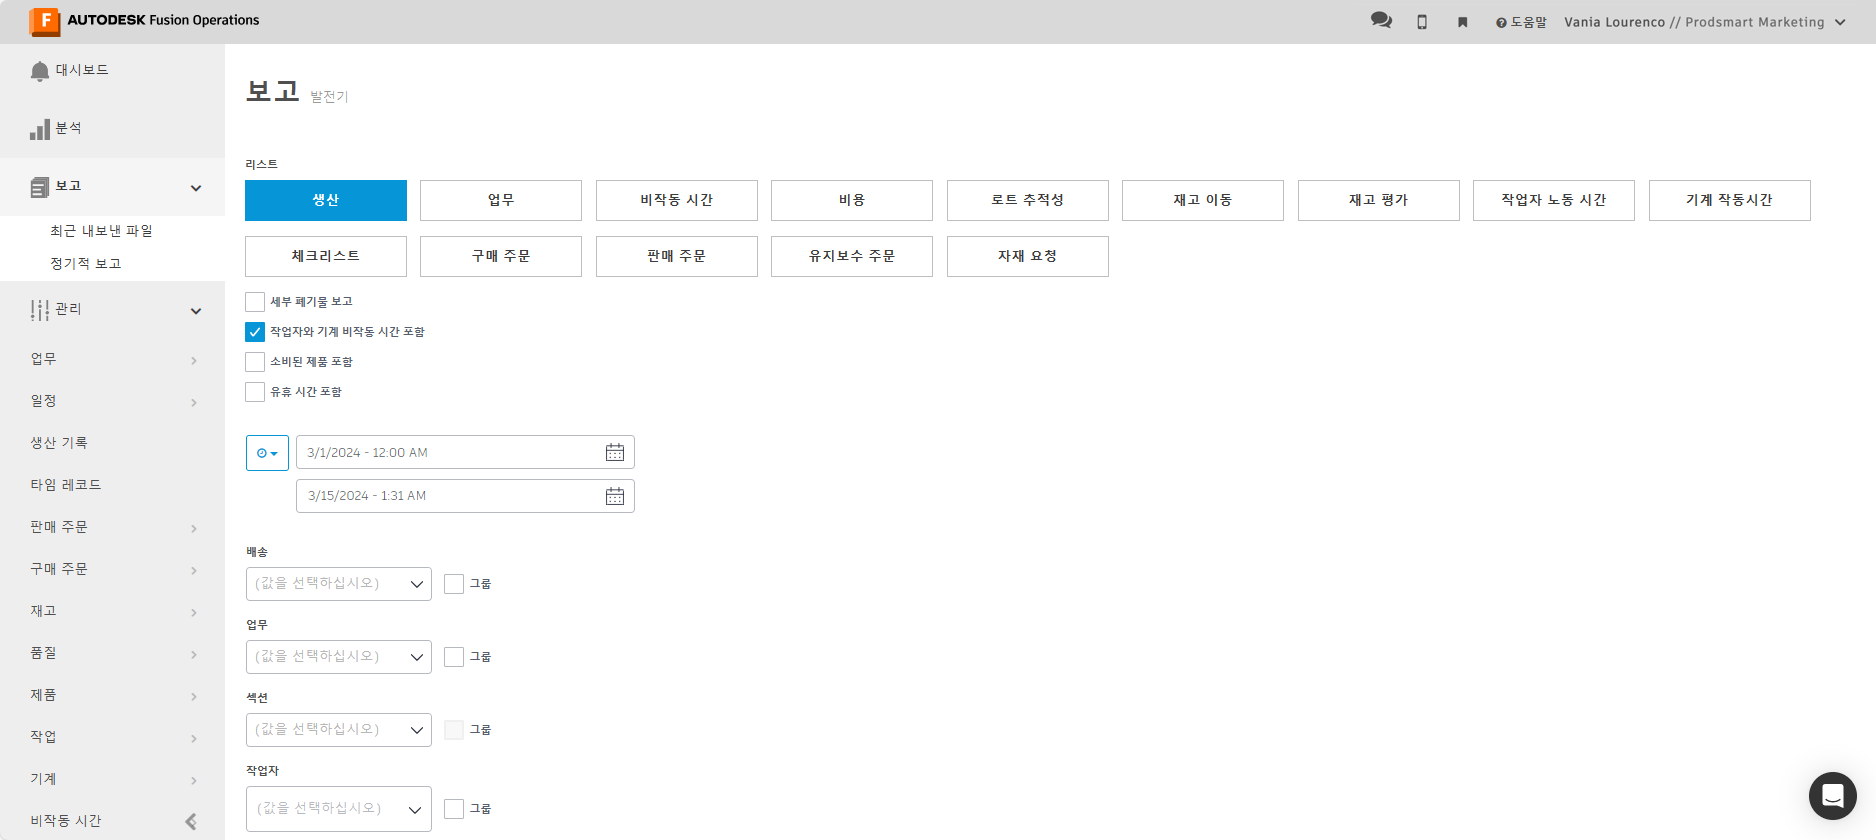 AUTODESK Fusion Operations
도움말
Vania Lourenco // Prodsmart Marketing
대시보드
분석
보고
최근 내보낸 파일
정기적 보고
관리
업무
일정
생산 기록
타임 레코드
판매 주문
구매 주문
재고
품질
제품
작업
기계
비작동 시간
보고 발전기
리스트
생산
업무
비작동 시간
비용
로트 추적성
재고 이동
재고 평가
작업자 노동 시간
기계 작동시간
체크리스트
구매 주문
판매 주문
유지보수 주문
자재 요청
세부 폐기물 보고
작업자와 기계 비작동 시간 포함
소비된 제품 포함
유휴 시간 포함
3/1/2024 - 12:00 AM
3/15/2024 - 1:31 AM
배송
(값을 선택하십시오)
그룹
업무
(값을 선택하십시오)
그룹
섹션
(값을 선택하십시오)
그룹
작업자
(값을 선택하십시오)
그룹